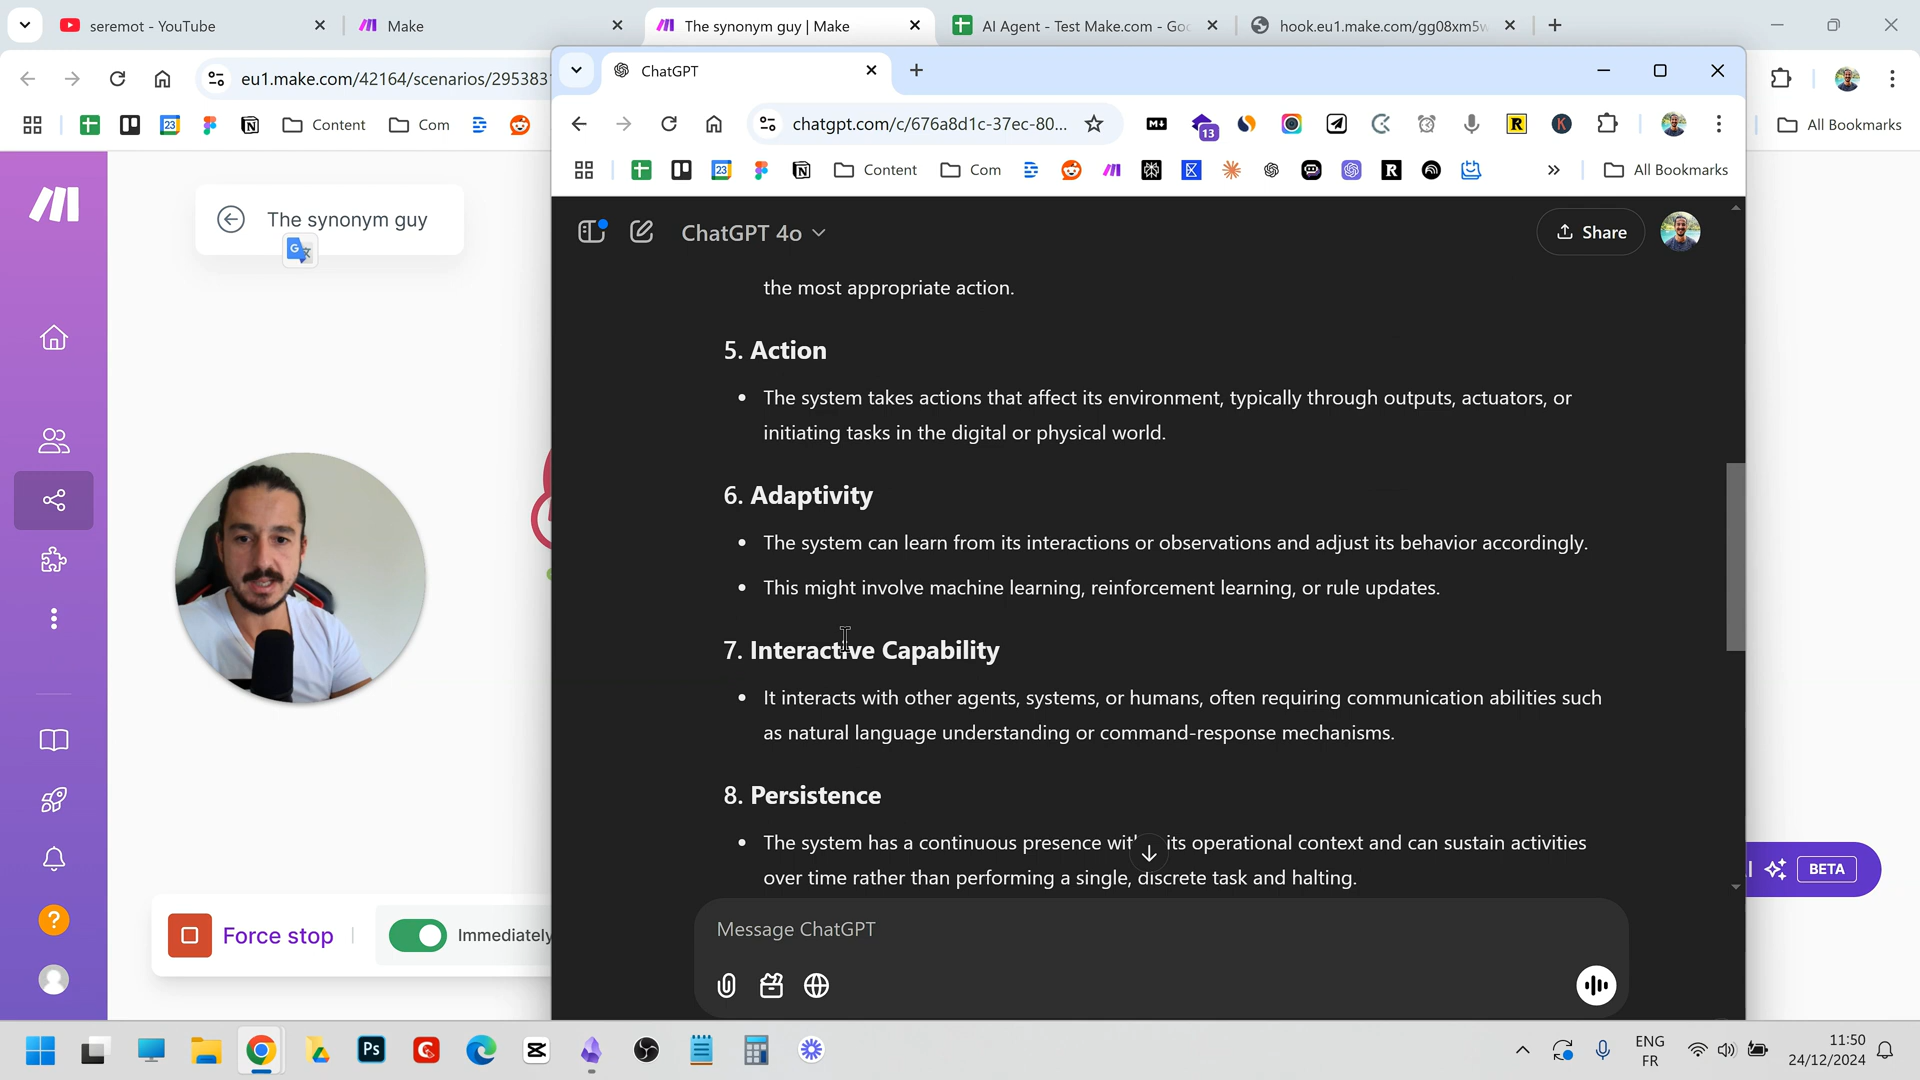 seremot - YouTube
Make
The synonym guy | Make
AI Agent - Test Make.com - Goo
hook.eu1.make.com/gg08xm5w
eu1.make.com/42164/scenarios/295383
Content
Com
All Bookmarks
ChatGPT
chatgpt.com/c/676a8d1c-37ec-80...
13
23
Content
Com
All Bookmarks
The synonym guy
ChatGPT 4o
Share
the most appropriate action.
5. Action
The system takes actions that affect its environment, typically through outputs, actuators, or
initiating tasks in the digital or physical world.
6. Adaptivity
The system can learn from its interactions or observations and adjust its behavior accordingly.
This might involve machine learning, reinforcement learning, or rule updates.
7. Interactive Capability
It interacts with other agents, systems, or humans, often requiring communication abilities such
as natural language understanding or command-response mechanisms.
8. Persistence
The system has a continuous presence its operational context and can sustain activities
over time rather than performing a single, discrete task and halting.
Message ChatGPT
Force stop
Immediately
BETA
ENG
FR
11:50
24/12/2024